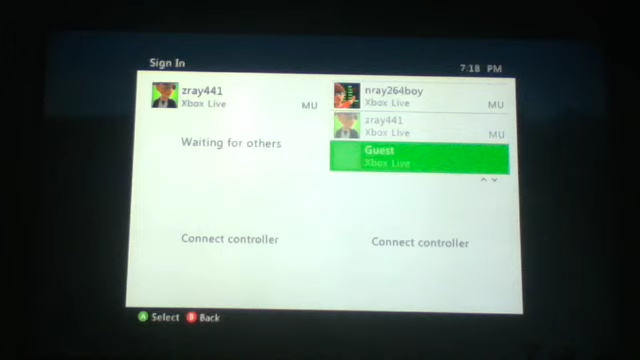 Sign In
7:18 PM
zray441
Xbox Live
MU
Waiting for others
nray264boy
Xbox Live
MU
zray441
Xbox Live
MU
Guest
Xbox Live
Connect controller
Connect controller
A Select B Back